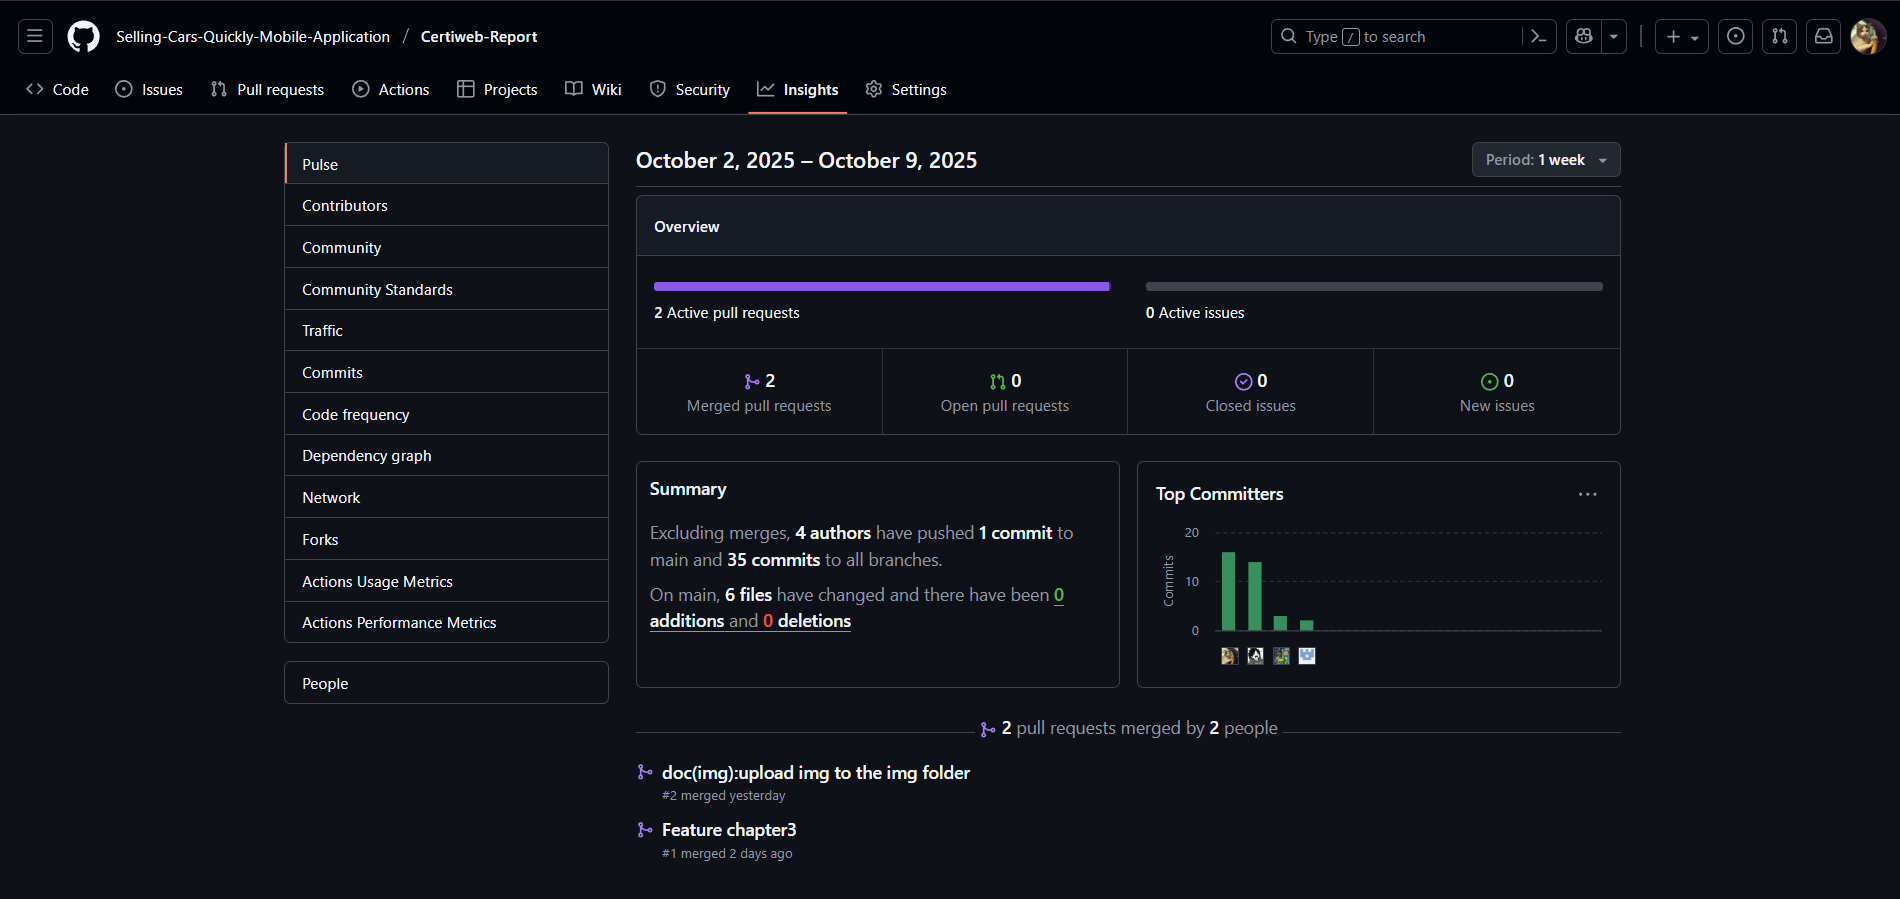 Selling-Cars-Quickly-Mobile-Application / Certiweb-Report
Type / to search
Code
Issues
Pull requests
Actions
Projects
Wiki
Security
Insights
Settings
Pulse
Contributors
Community
Community Standards
Traffic
Commits
Code frequency
Dependency graph
Network
Forks
Actions Usage Metrics
Actions Performance Metrics
People
October 2, 2025 – October 9, 2025
Period: 1 week
Overview
2 Active pull requests
0 Active issues
2
Merged pull requests
0
Open pull requests
0
Closed issues
0
New issues
Summary
Excluding merges, 4 authors have pushed 1 commit to
main and 35 commits to all branches.
On main, 6 files have changed and there have been 0
additions and 0 deletions
Top Committers
Commits
20
10
0
2 pull requests merged by 2 people
doc(img):upload img to the img folder
#2 merged yesterday
Feature chapter3
#1 merged 2 days ago